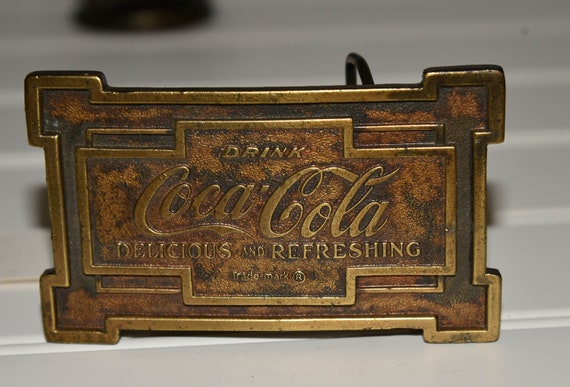 DRINK
Coca-Cola
DELICIOUS AND REFRESHING
Trade-mark ®